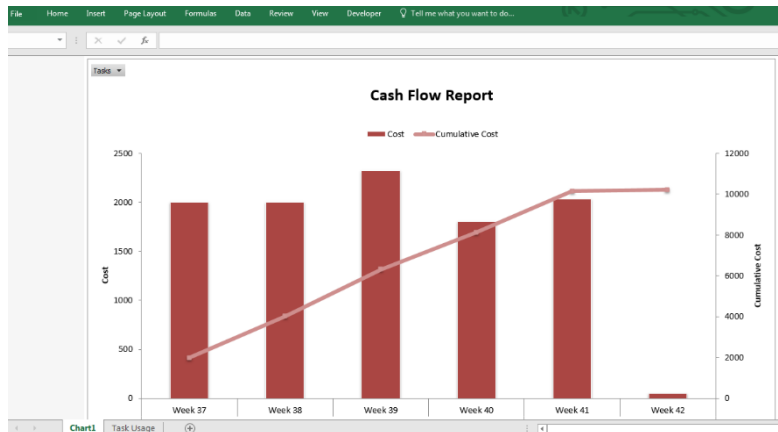 File Home Insert Page Layout Formulas Data Review View Developer Tell me what you want to do...
fx
Tasks
Cash Flow Report
Cost Cumulative Cost
2500 12000
2000 10000
1500 8000
6000
1000 4000
500 2000
0 0
Cost
Cumulative Cost
Week 37 Week 38 Week 39 Week 40 Week 41 Week 42
Chart1 Task Usage